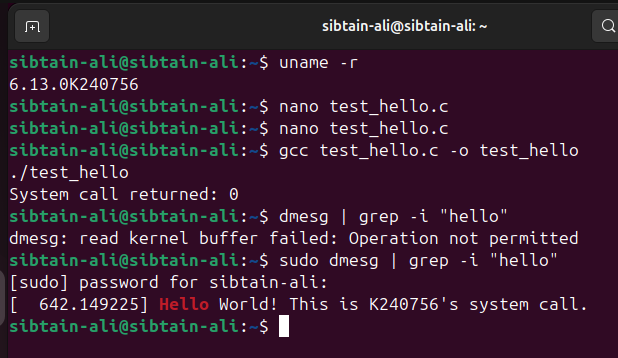 sibtain-ali@sibtain-ali: ~
sibtain-ali@sibtain-ali:~$ uname -r
6.13.0K240756
sibtain-ali@sibtain-ali:~$ nano test_hello.c
sibtain-ali@sibtain-ali:~$ nano test_hello.c
sibtain-ali@sibtain-ali:~$ gcc test_hello.c -o test_hello
./test_hello
System call returned: 0
sibtain-ali@sibtain-ali:~$ dmesg | grep -i "hello"
dmesg: read kernel buffer failed: Operation not permitted
sibtain-ali@sibtain-ali:~$ sudo dmesg | grep -i "hello"
[sudo] password for sibtain-ali:
[  642.149225] Hello World! This is K240756's system call.
sibtain-ali@sibtain-ali:~$